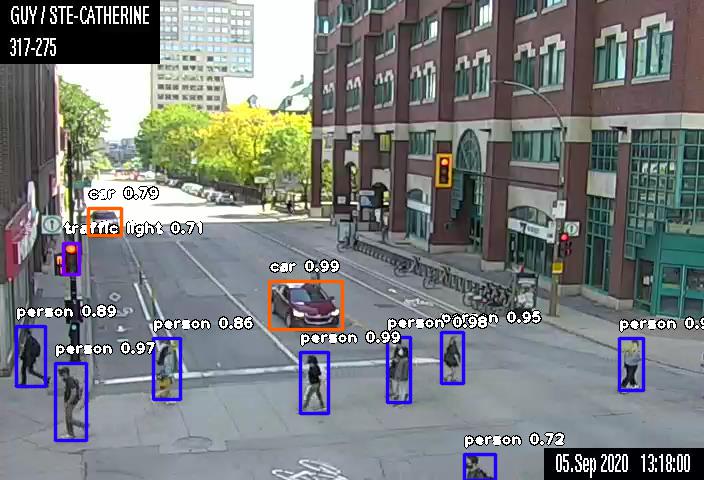 GUY / STE-CATHERINE
317-275
car 0.79
traffic light 0.71
car 0.99
person 0.89
person 0.86
person 0.97
person 0.99
person 0.98
0.95
person 0.9
person 0.72
05.Sep 2020 13:18:00